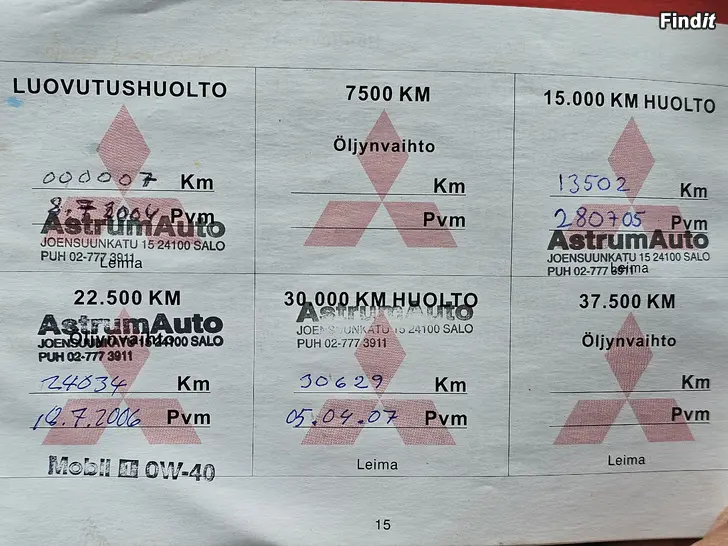 Findit
LUOVUTUSHUOLTO
000007 Km
8.7.2004 Pvm
AstrumAuto
JOENSUUNKATU 15 24100 SALO
PUH 02-777 3911
Leima
7500 KM
Öljynvaihto
Km
Pvm
15.000 KM HUOLTO
13502 Km
280705 Pvm
AstrumAuto
JOENSUUNKATU 15 24100 SALO
PUH 02-777 3911
Leima
22.500 KM
AstrumAuto
Öljynvaihto
JOENSUUNKATU 15 24100 SALO
PUH 02-777 3911
24034 Km
18.7.2006 Pvm
Mobil 1 0W-40
30.000 KM HUOLTO
AstrumAuto
JOENSUUNKATU 15 24100 SALO
30629 Km
05.04.07 Pvm
Leima
37.500 KM
Öljynvaihto
Km
Pvm
Leima
15